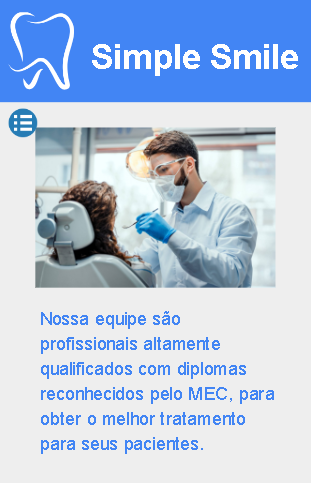 Simple Smile
Nossa equipe são
profissionais altamente
qualificados com diplomas
reconhecidos pelo MEC, para
obter o melhor tratamento
para seus pacientes.